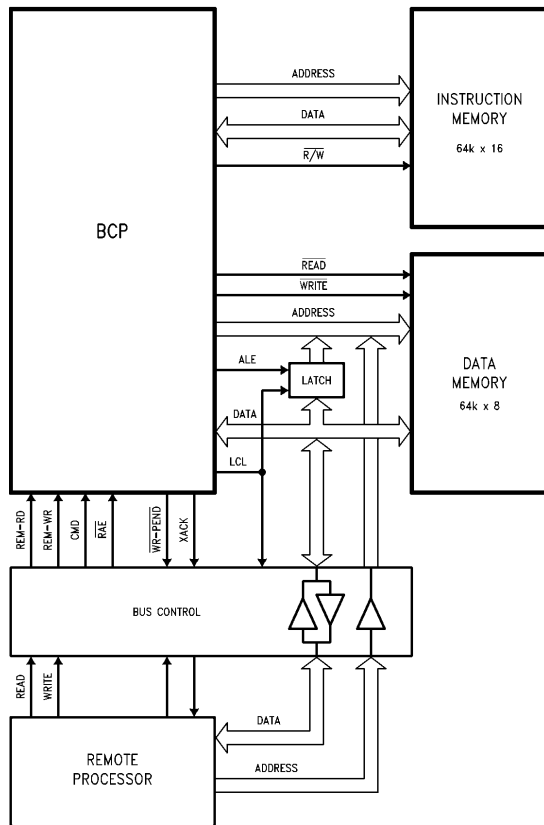 ADDRESS
DATA
R/W
INSTRUCTION
MEMORY
64k x 16
BCP
READ
WRITE
ADDRESS
ALE
LATCH
DATA
MEMORY
64k x 8
DATA
LCL
REM-RD
REM-WR
CMD
RAE
WR-PEND
XACK
BUS CONTROL
READ
WRITE
DATA
REMOTE
PROCESSOR
ADDRESS